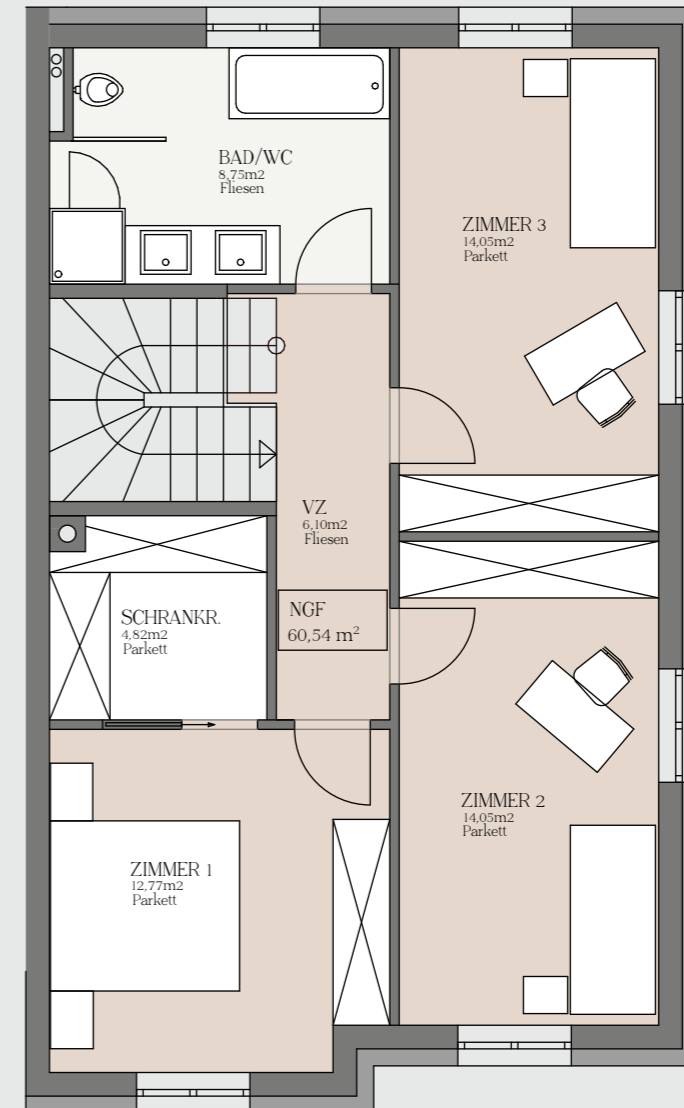 BAD/WC
8,75m2
Fliesen
ZIMMER 3
14,05m2
Parkett
VZ
6,10m2
Fliesen
NGF
60,54 m²
SCHRANKR.
4,82m2
Parkett
ZIMMER 2
14,05m2
Parkett
ZIMMER 1
12,77m2
Parkett